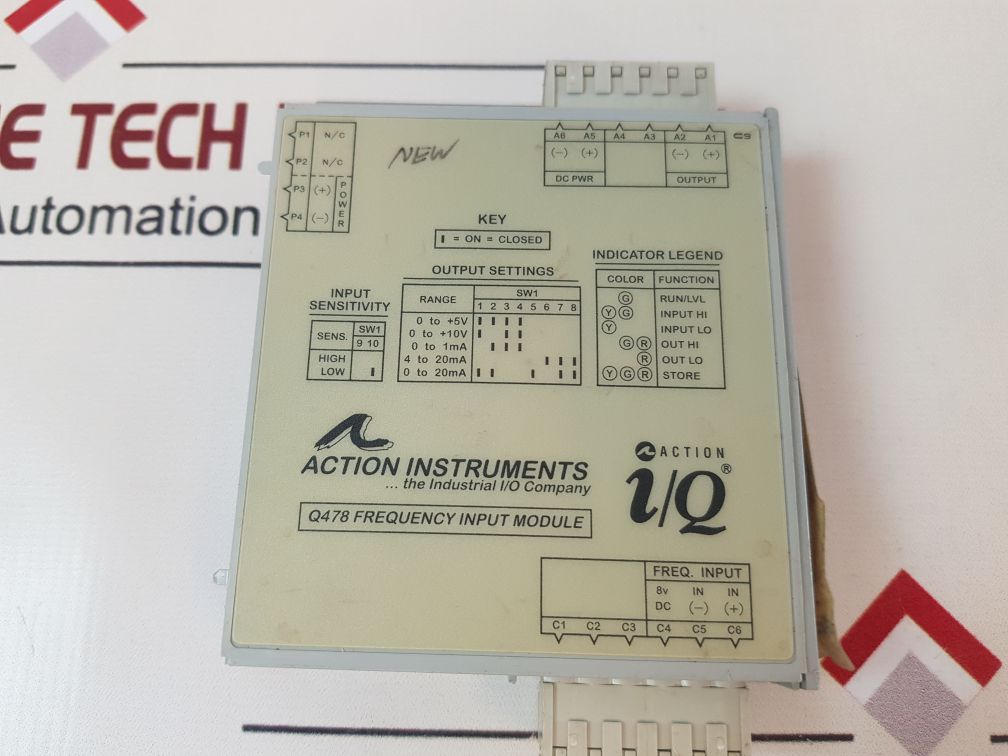 E TECH
Automation
P1 N/C
P2 N/C
P3 (+)
P4 (-)
POWER
NEW
A6 A5 A4 A3 A2 A1
(-) (+) (-) (+)
DC PWR OUTPUT
KEY
I = ON = CLOSED
OUTPUT SETTINGS
RANGE SW1
1 2 3 4 5 6 7 8
0 to +5V
0 to +10V
0 to 1mA
4 to 20mA
0 to 20mA
INPUT
SENSITIVITY
SENS. SW1
9 10
HIGH
LOW
INDICATOR LEGEND
COLOR FUNCTION
G RUN/LVL
Y G INPUT HI
Y INPUT LO
G R OUT HI
R OUT LO
Y G R STORE
ACTION INSTRUMENTS
... the Industrial I/O Company
Q478 FREQUENCY INPUT MODULE
ACTION
i/Q®
FREQ. INPUT
8v IN IN
DC (-) (+)
C1 C2 C3 C4 C5 C6